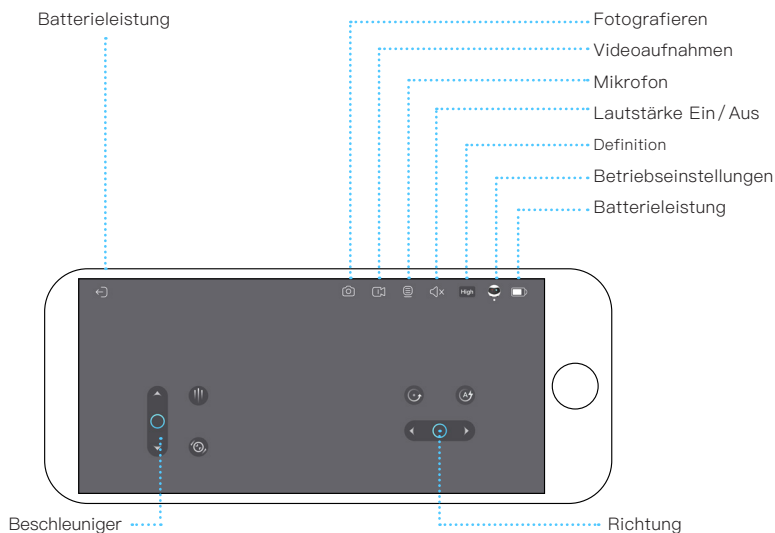 Batterieleistung
Fotografieren
Videoaufnahmen
Mikrofon
Lautstärke Ein / Aus
Definition
Betriebseinstellungen
Batterieleistung
High
A
Beschleuniger
Richtung